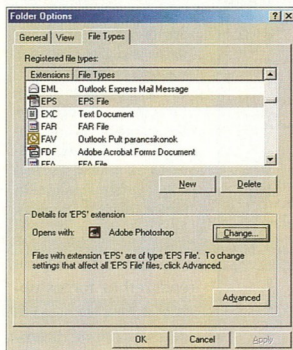 Folder Options
? ×
General View File Types
Registered file types:
Extensions File Types
EML Outlook Express Mail Message
EPS EPS File
EXC Text Document
FAR FAR File
FAV Outlook Pult parancsikonok
FDF Adobe Acrobat Forms Document
FFA FFA File
New Delete
Details for 'EPS' extension
Opens with: Adobe Photoshop Change...
Files with extension 'EPS' are of type 'EPS File'. To change
settings that affect all 'EPS File' files, click Advanced.
Advanced
OK Cancel Apply